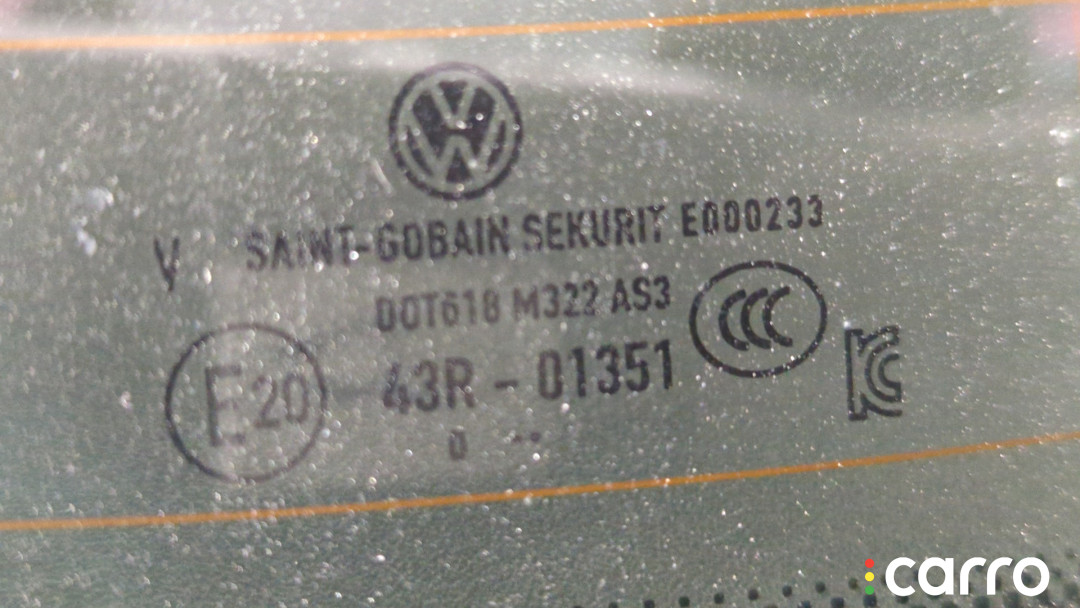 V SAINT-GOBAIN SEKURIT E000233
DOT618 M322 AS3
E20 43R - 01351
0 ..
carro